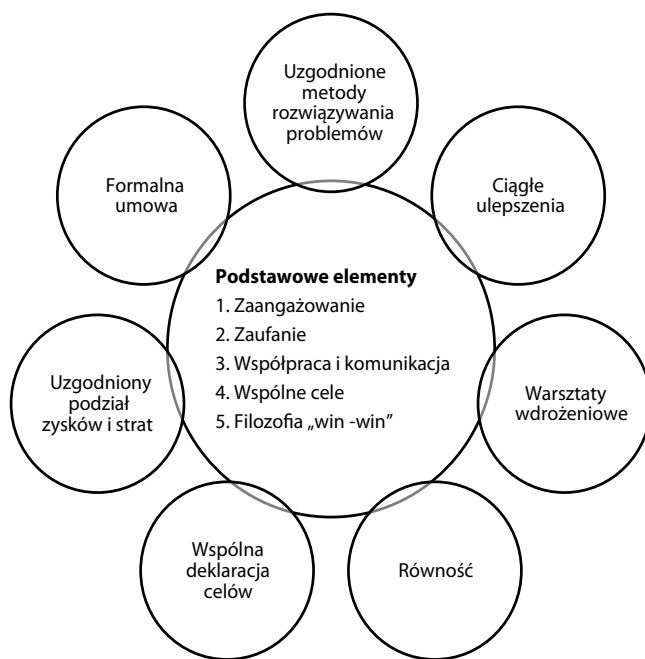 Uzgodnione
metody
rozwiązywania
problemów
Formalna
umowa
Ciągłe
ulepszenia
Podstawowe elementy
1. Zaangażowanie
2. Zaufanie
3. Współpraca i komunikacja
4. Wspólne cele
5. Filozofia „win -win”
Uzgodniony
podział
zysków i strat
Warsztaty
wdrożeniowe
Wspólna
deklaracja
celów
Równość